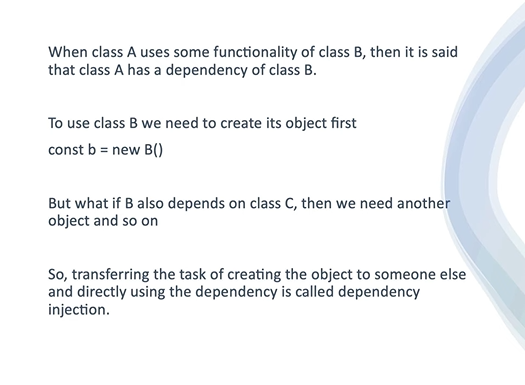 When class A uses some functionality of class B, then it is said
that class A has a dependency of class B.
To use class B we need to create its object first
const b = new B()
But what if B also depends on class C, then we need another
object and so on
So, transferring the task of creating the object to someone else
and directly using the dependency is called dependency
injection.